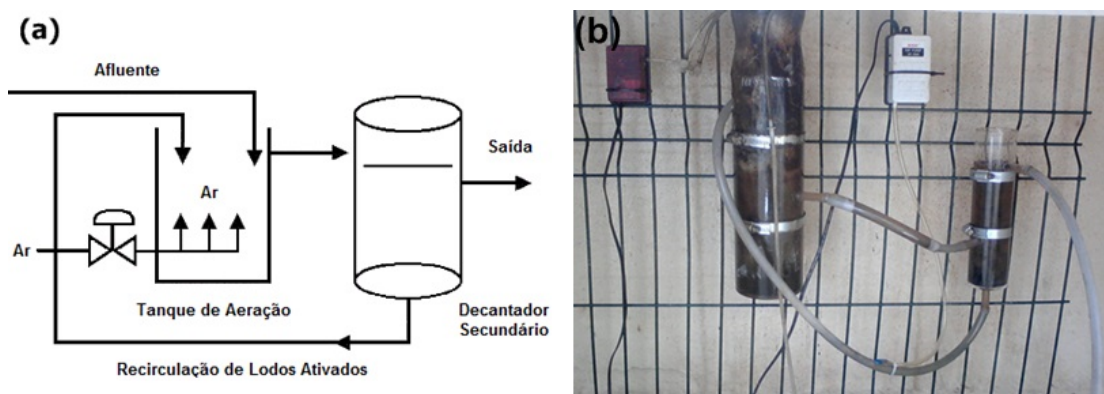 (a)
Afluente
Ar
Ar
Saída
Tanque de Aeração
Decantador
Secundário
Recirculação de Lodos Ativados
(b)